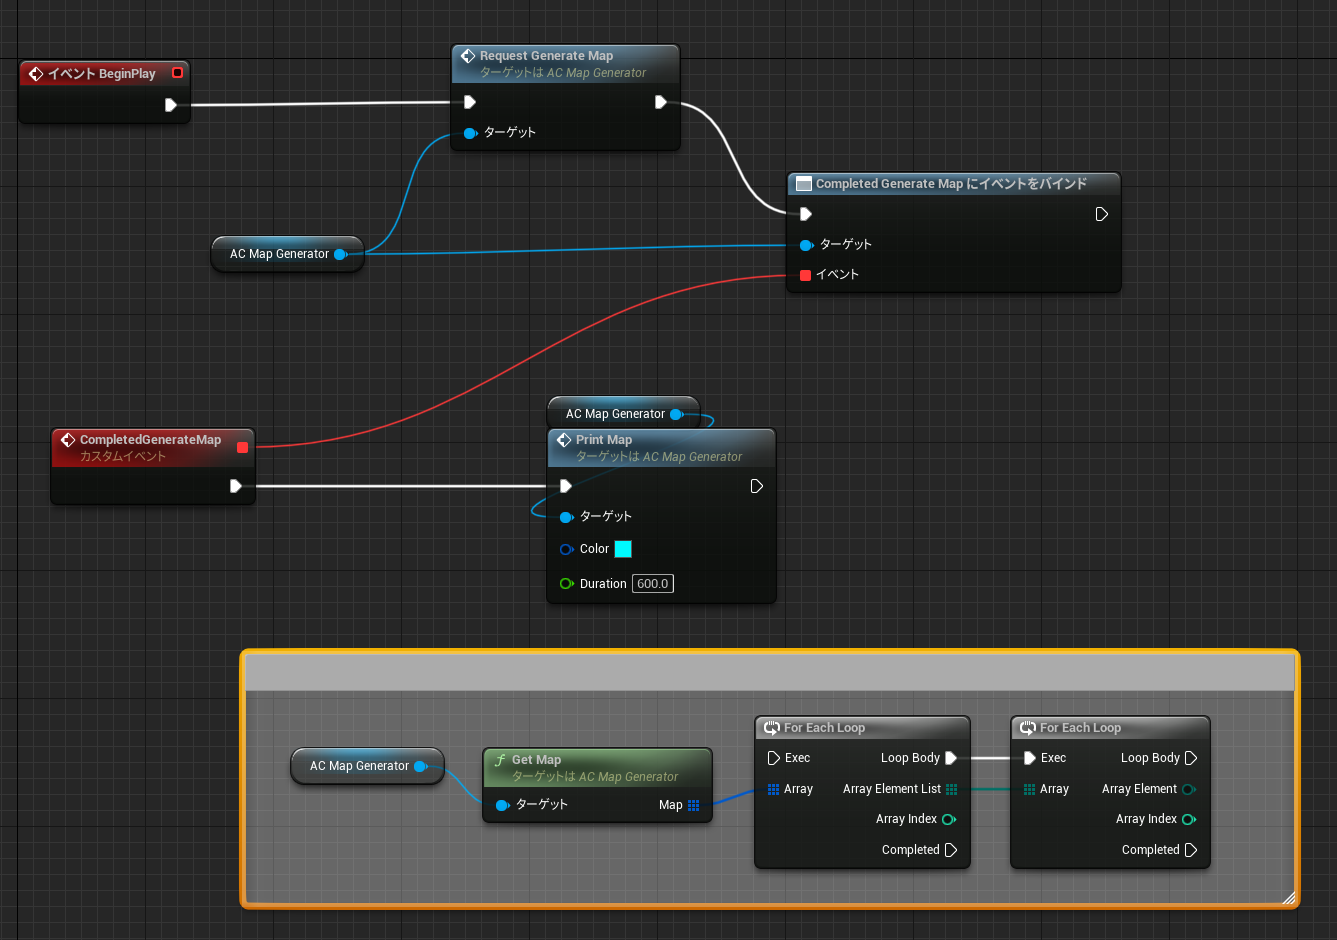 イベント BeginPlay
Request Generate Map
ターゲットは AC Map Generator
ターゲット
Completed Generate Map にイベントをバインド
ターゲット
イベント
AC Map Generator
CompletedGenerateMap
カスタムイベント
AC Map Generator
Print Map
ターゲットは AC Map Generator
ターゲット
Color
Duration 600.0
AC Map Generator
Get Map
ターゲットは AC Map Generator
ターゲット Map
For Each Loop
Exec Loop Body
Array Array Element List
Array Index
Completed
For Each Loop
Exec Loop Body
Array Array Element
Array Index
Completed